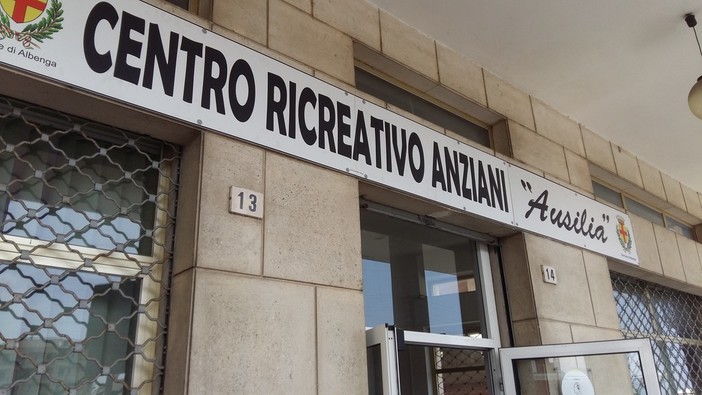 e di Albenga
CENTRO RICREATIVO ANZIANI "Ausilia"
13
14